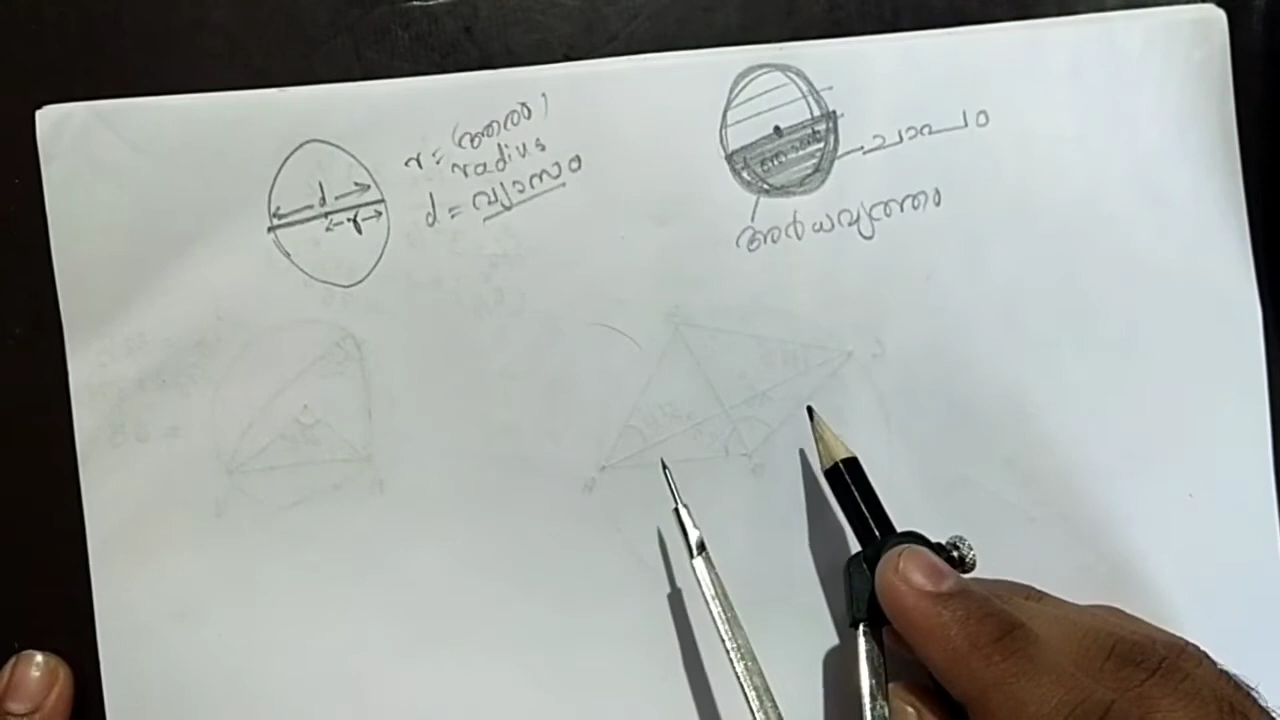 d
r
r = (ആരം)
radius
d = വ്യാസം
ചാപം
അർധവൃത്തം